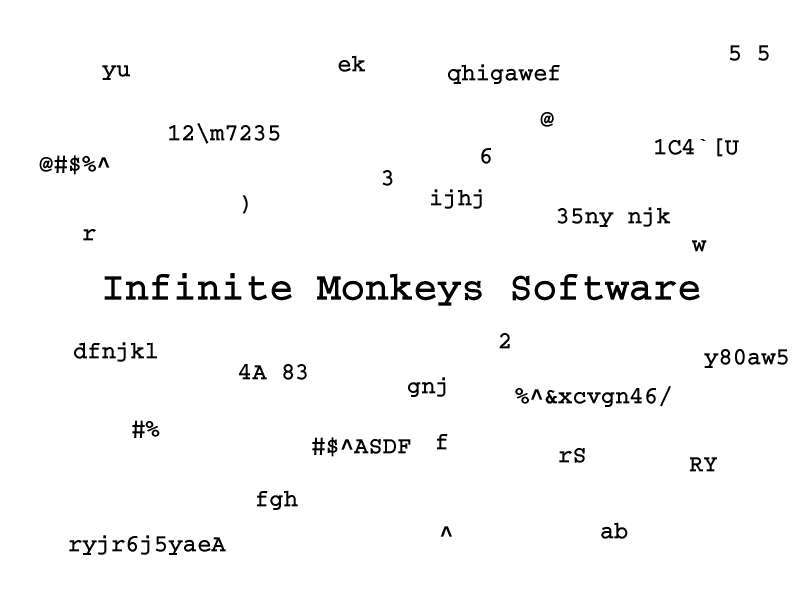 5 5
yu
ek
qhigawef
@
12\m7235
1C4`[U
6
@#$%^
3
ijhj
)
35ny njk
r
w
Infinite Monkeys Software
2
dfnjkl
y80aw5
4A 83
gnj
%^&xcvgn46/
#%
#$^ASDF
f
rS
RY
fgh
^
ab
ryjr6j5yaeA